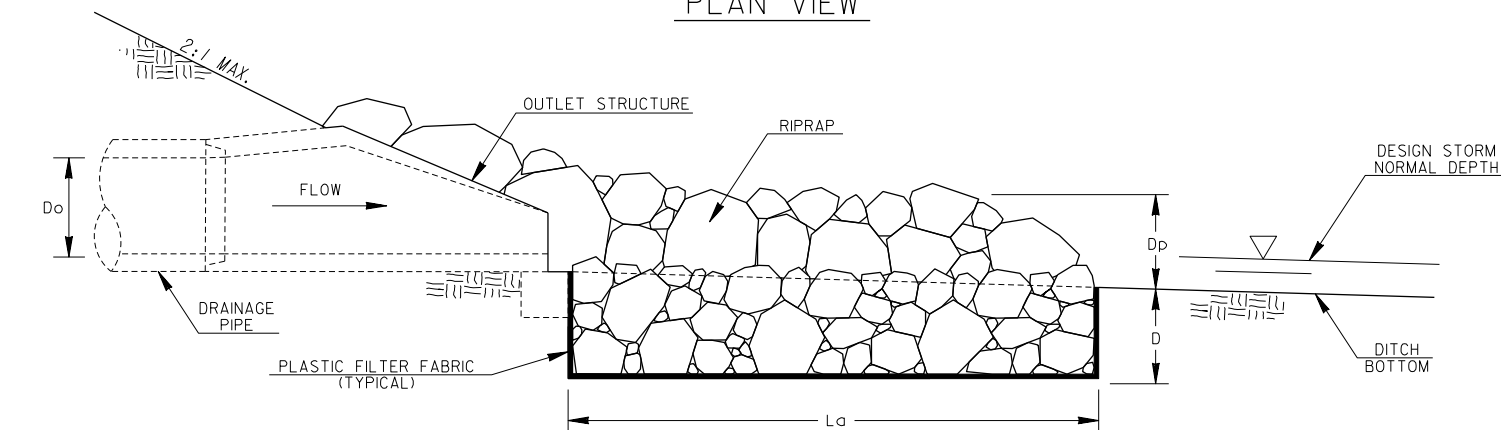 PLAN VIEW
2:1 MAX.
OUTLET STRUCTURE
RIPRAP
DESIGN STORM
NORMAL DEPTH
FLOW
Do
Dp
DRAINAGE
PIPE
D
PLASTIC FILTER FABRIC
(TYPICAL)
DITCH
BOTTOM
La